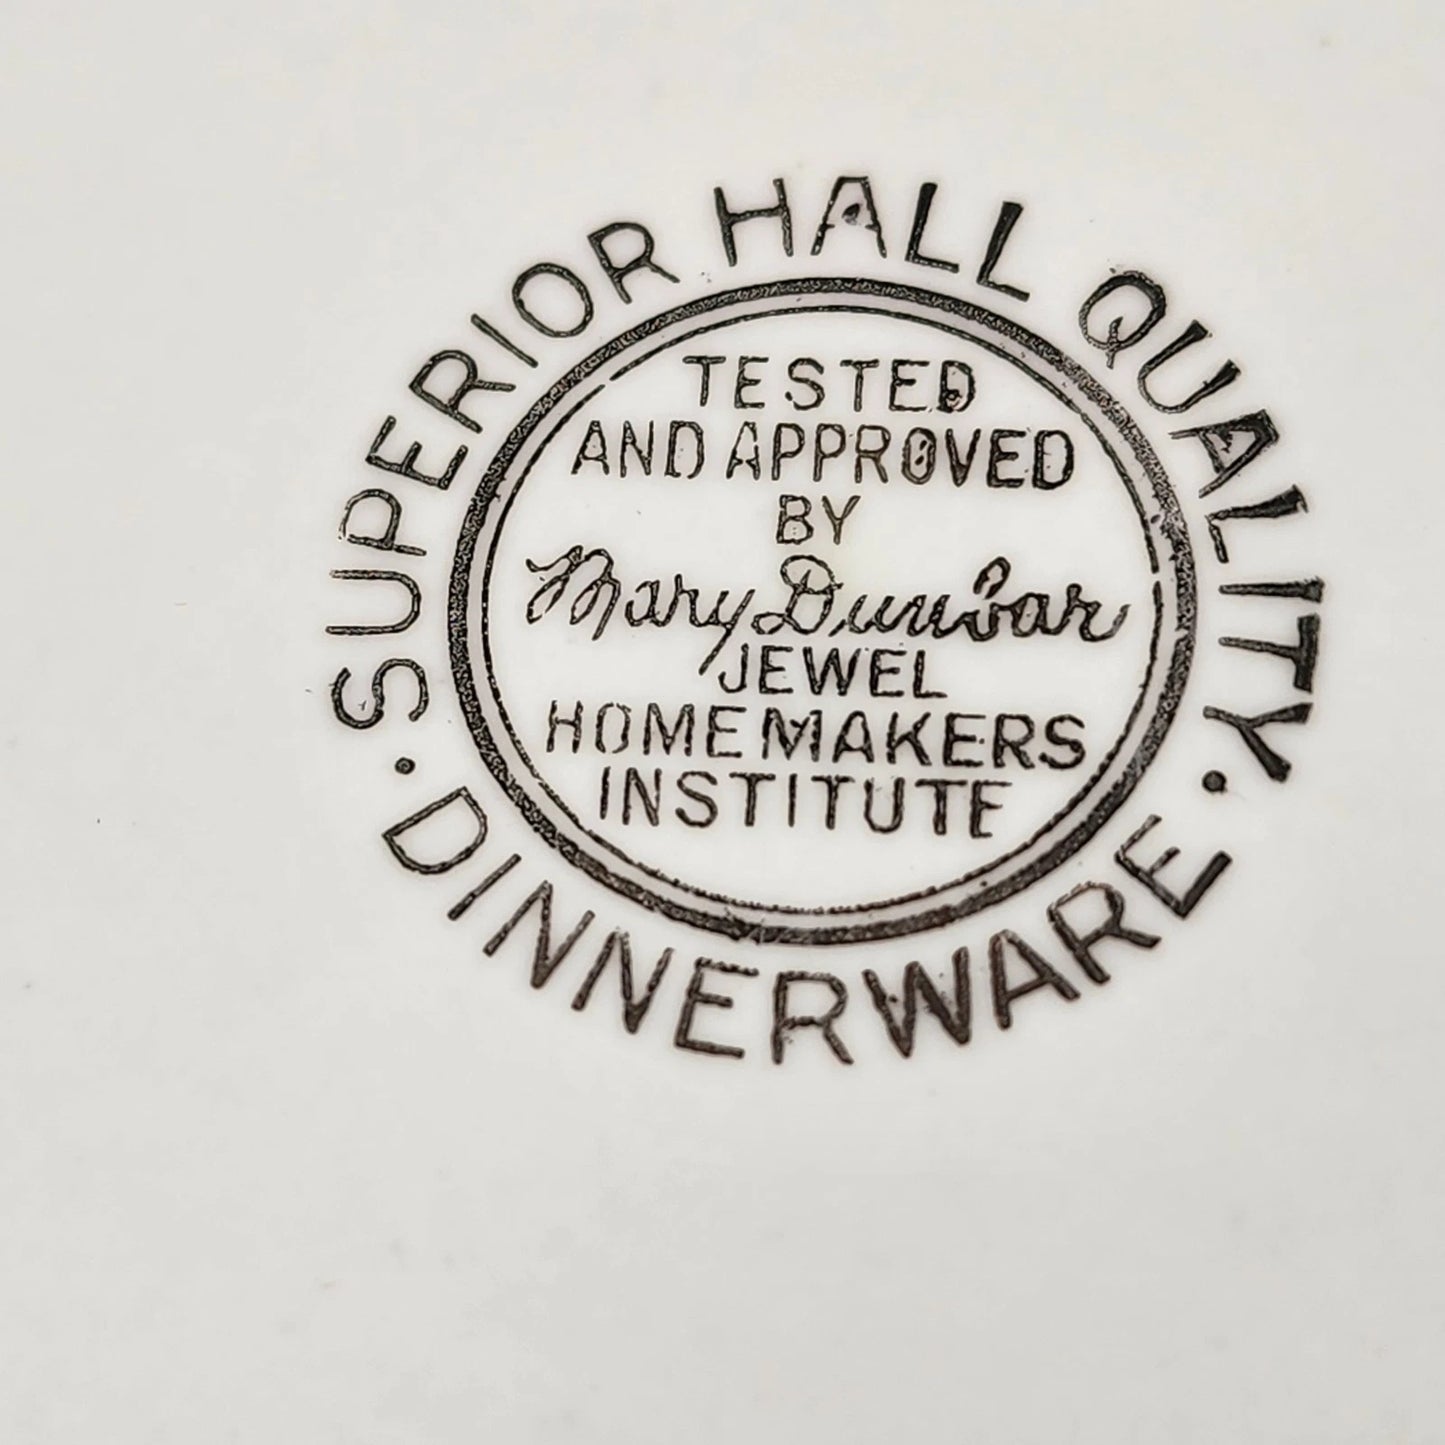 SUPERIOR HALL QUALITY
TESTED
AND APPROVED
BY
Mary Dunbar
JEWEL
HOMEMAKERS
INSTITUTE
· DINNERWARE ·